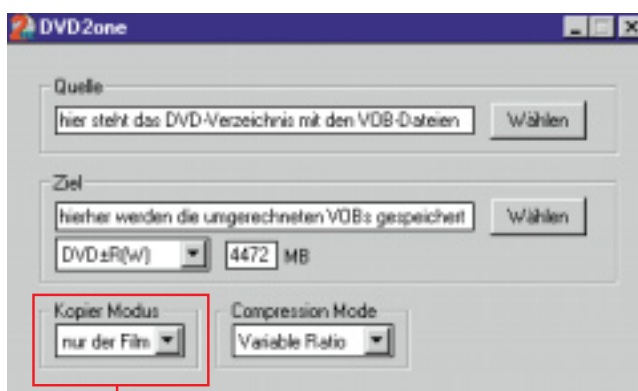 DVD2one
Quelle
hier steht das DVD-Verzeichnis mit den VOB-Dateien
Wählen
Ziel
hierher werden die umgerechneten VOBs gespeichert
Wählen
DVD±R(W)
4472 MB
Kopier Modus
Compression Mode
nur der Film
Variable Ratio